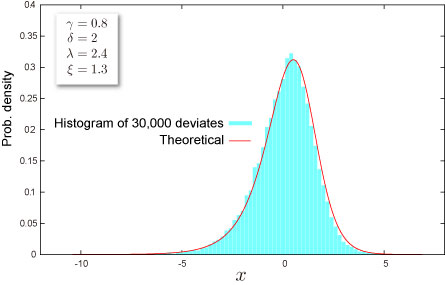 γ = 0.8
δ = 2
λ = 2.4
ξ = 1.3
Prob. density
0.4
0.35
0.3
0.25
0.2
0.15
0.1
0.05
0
Histogram of 30,000 deviates
Theoretical
-10
-5
0
5
x